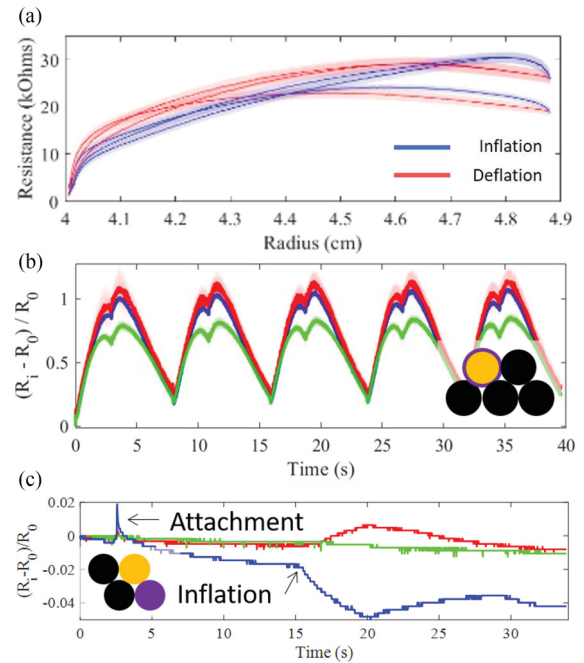 (a)
Resistance (kOhms)
30
20
10
0
Inflation
Deflation
4 4.1 4.2 4.3 4.4 4.5 4.6 4.7 4.8 4.9
Radius (cm)
(b)
(R_i - R_0) / R_0
1
0.5
0
0 5 10 15 20 25 30 35 40
Time (s)
(c)
(R_i-R_0)/R_0
0.02
0
-0.02
-0.04
Attachment
Inflation
0 5 10 15 20 25 30
Time (s)